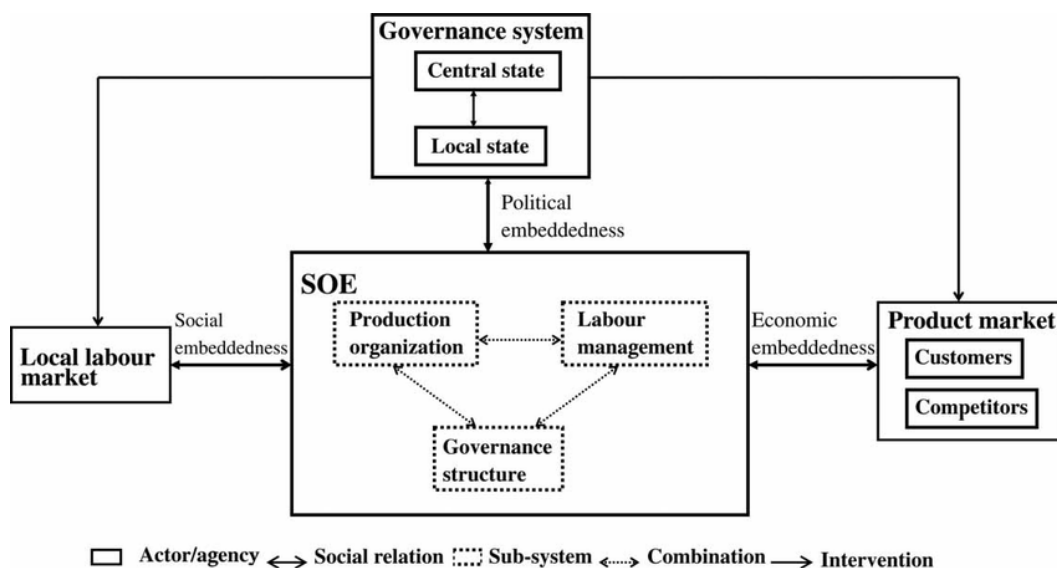 Governance system
Central state
Local state
Political
embeddedness
SOE
Production
organization
Labour
management
Governance
structure
Social
embeddedness
Local labour
market
Economic
embeddedness
Product market
Customers
Competitors
Actor/agency
Social relation
Sub-system
Combination
Intervention